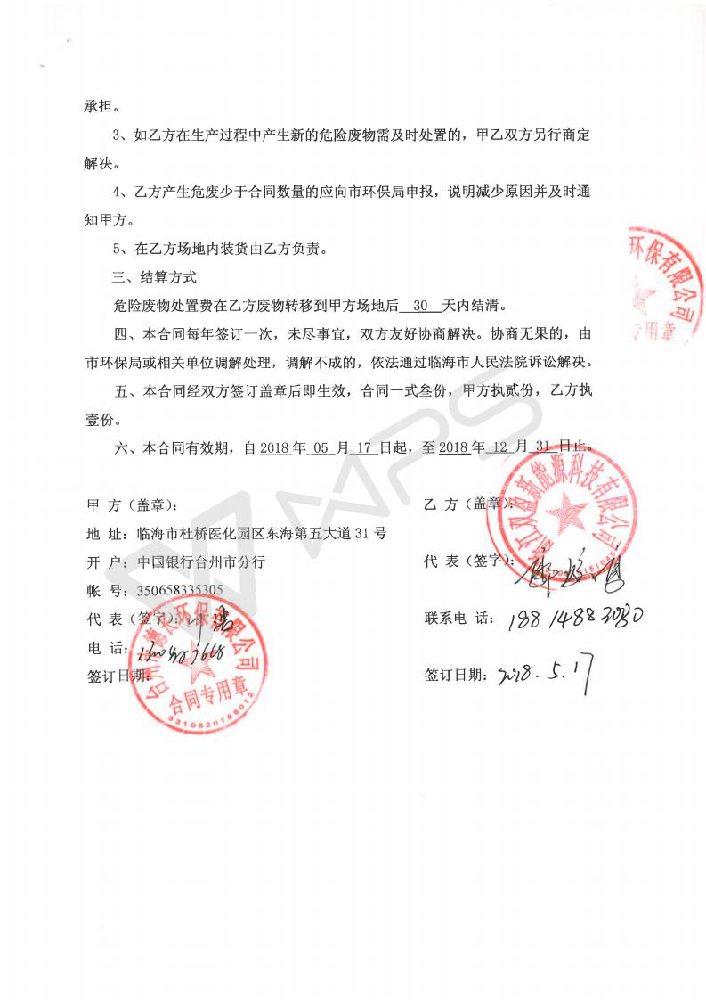 承担。
3、如乙方在生产过程中产生新的危险废物需及时处置的，甲乙双方另行商定
解决。
4、乙方产生危废少于合同数量的应向市环保局申报，说明减少原因并及时通
知甲方。
5、在乙方场地内装货由乙方负责。
环保有限公司
专用章
三、结算方式
危险废物处置费在乙方废物转移到甲方场地后 30 天内结清。
四、本合同每年签订一次，未尽事宜，双方友好协商解决。协商无果的，由
市环保局或相关单位调解处理，调解不成的，依法通过临海市人民法院诉讼解决。
五、本合同经双方签订盖章后即生效，合同一式叁份，甲方执贰份，乙方执
壹份。
六、本合同有效期，自 2018 年 05 月 17 日起，至 2018 年 12 月 31 日止。
WPS
甲 方（盖章）：
乙 方（盖章）：
双盈新能源科技有限公司
地 址：临海市杜桥医化园区东海第五大道 31 号
开 户：中国银行台州市分行
代 表（签字）：
帐 号：350658335305
代 表（签字）：
联系电 话：18814883030
电 话：
签订日期：
签订日期：2018.5.17
台州市德长环保有限公司
合同专用章
3310820188012